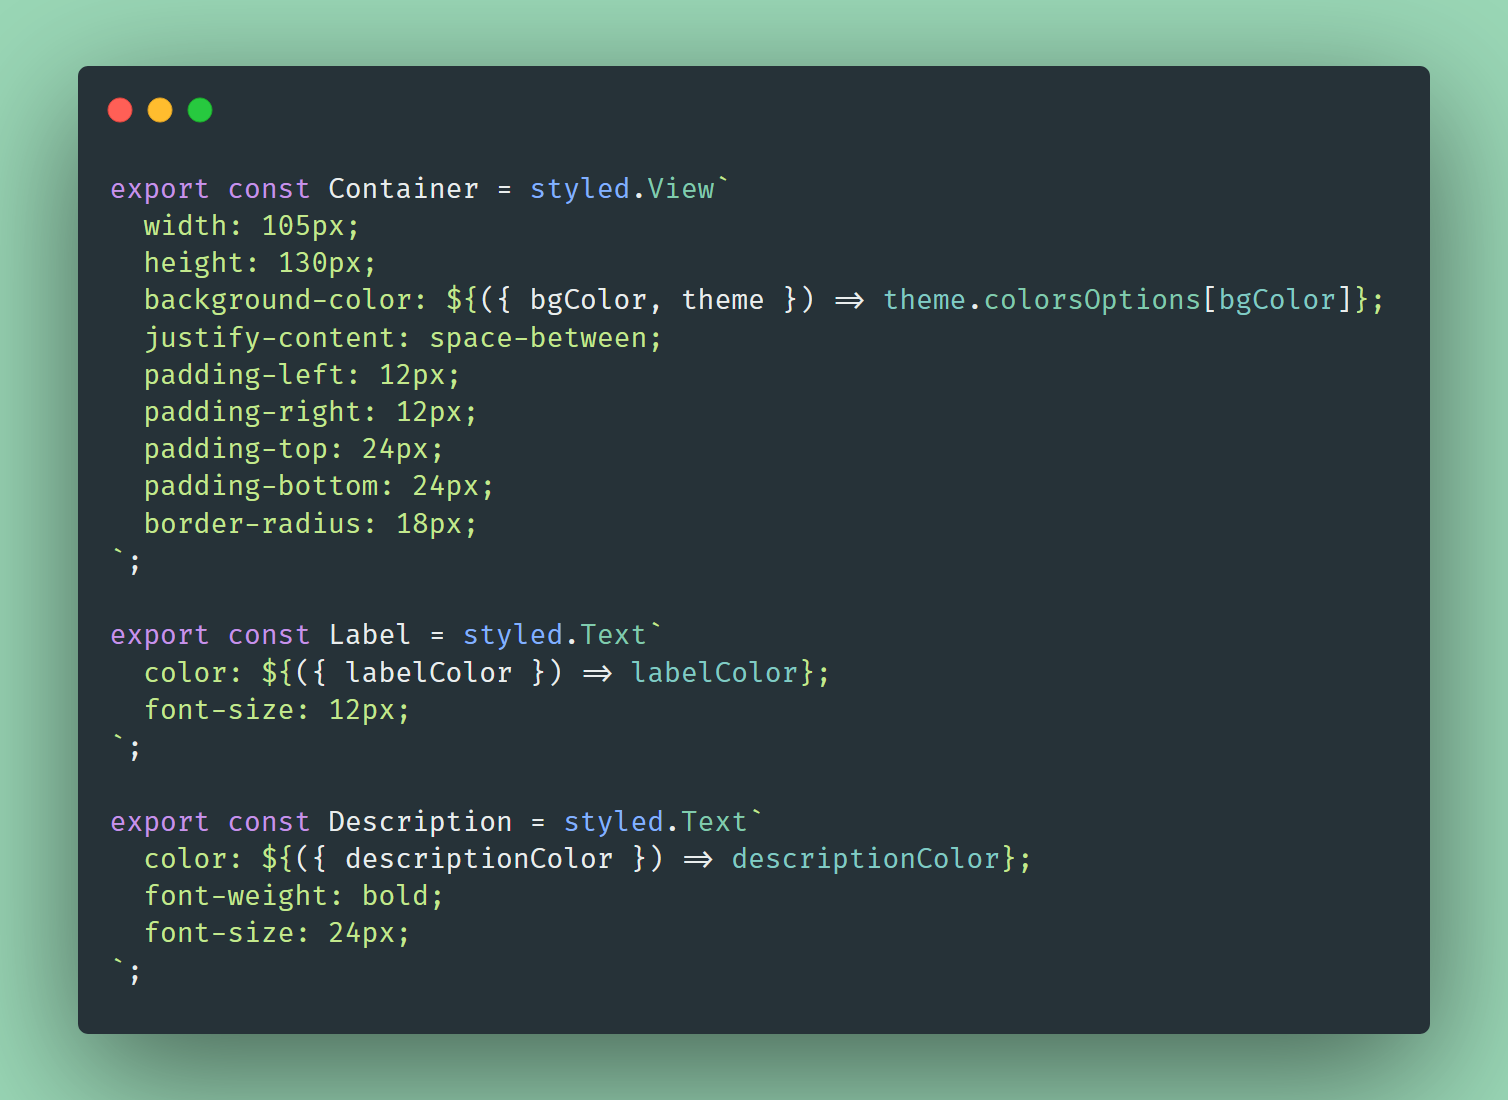 export const Container = styled.View`
  width: 105px;
  height: 130px;
  background-color: ${({ bgColor, theme }) => theme.colorsOptions[bgColor]};
  justify-content: space-between;
  padding-left: 12px;
  padding-right: 12px;
  padding-top: 24px;
  padding-bottom: 24px;
  border-radius: 18px;
`;

export const Label = styled.Text`
  color: ${({ labelColor }) => labelColor};
  font-size: 12px;
`;

export const Description = styled.Text`
  color: ${({ descriptionColor }) => descriptionColor};
  font-weight: bold;
  font-size: 24px;
`;